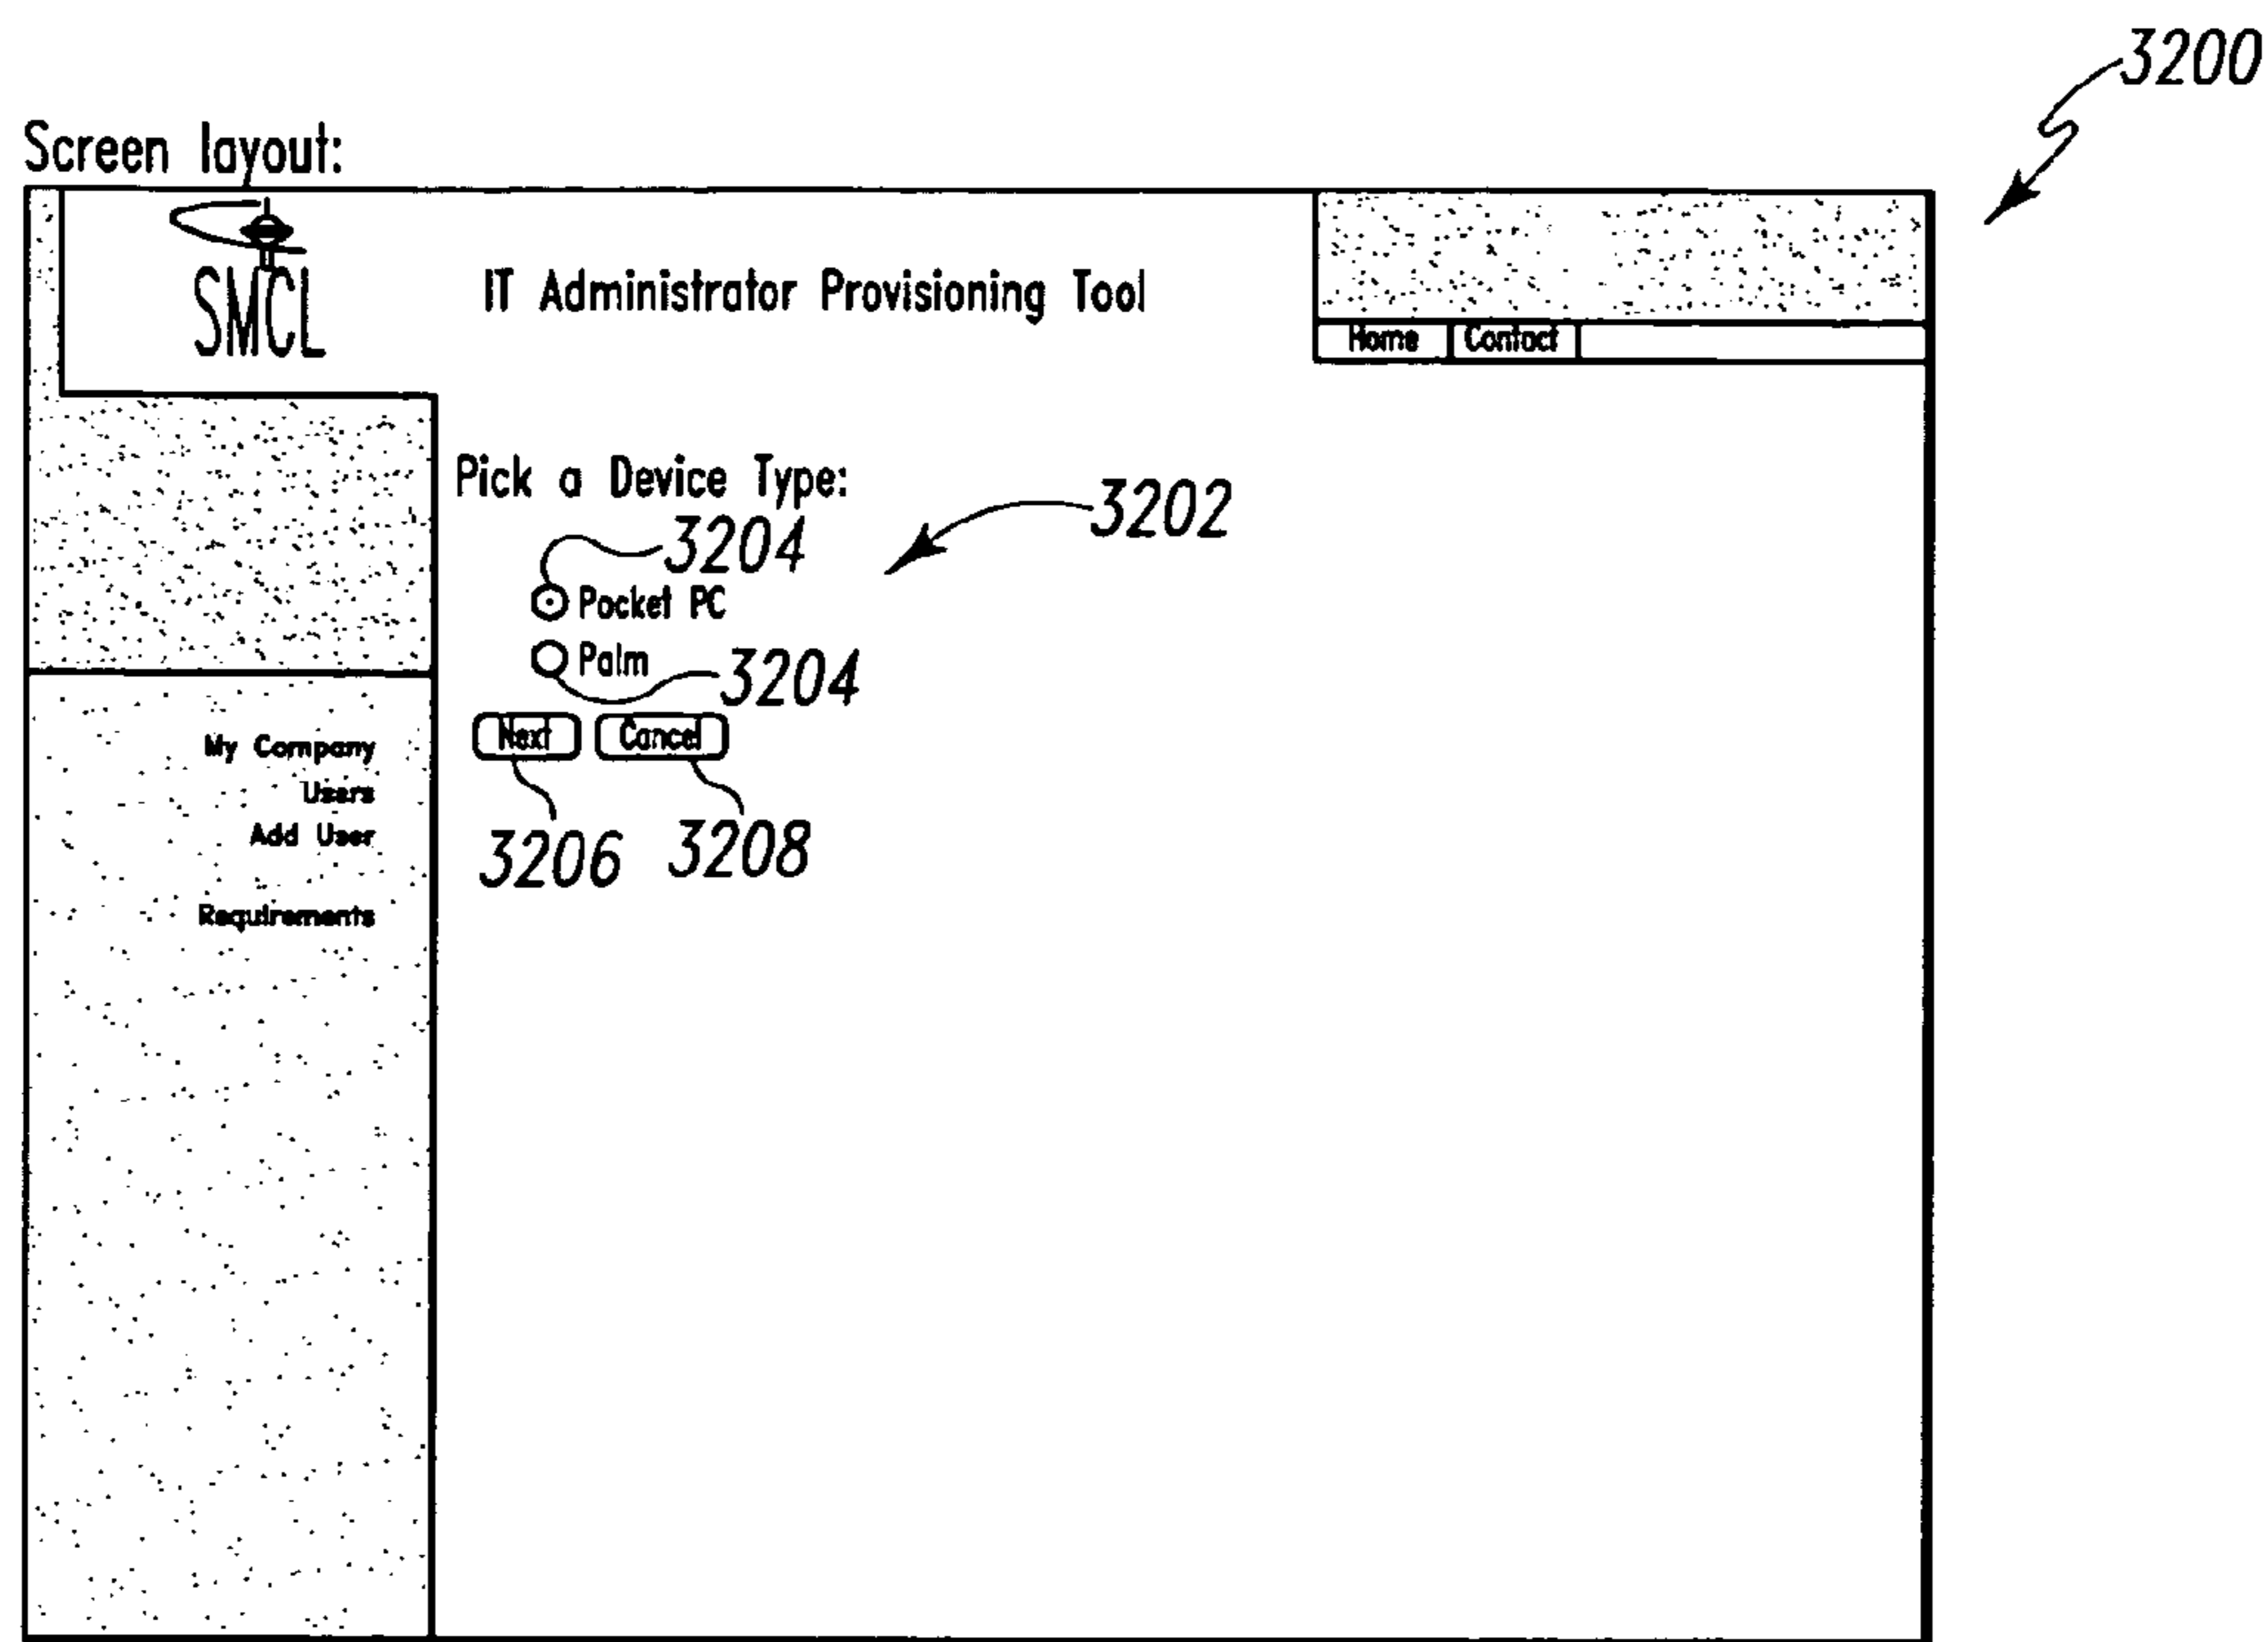 3200
Screen layout:
SMCL
IT Administrator Provisioning Tool
Home Contact
Pick a Device Type:
3202
3204
Pocket PC
Palm
3204
Next Cancel
3206 3208
My Company
Users
Add User
Requirements